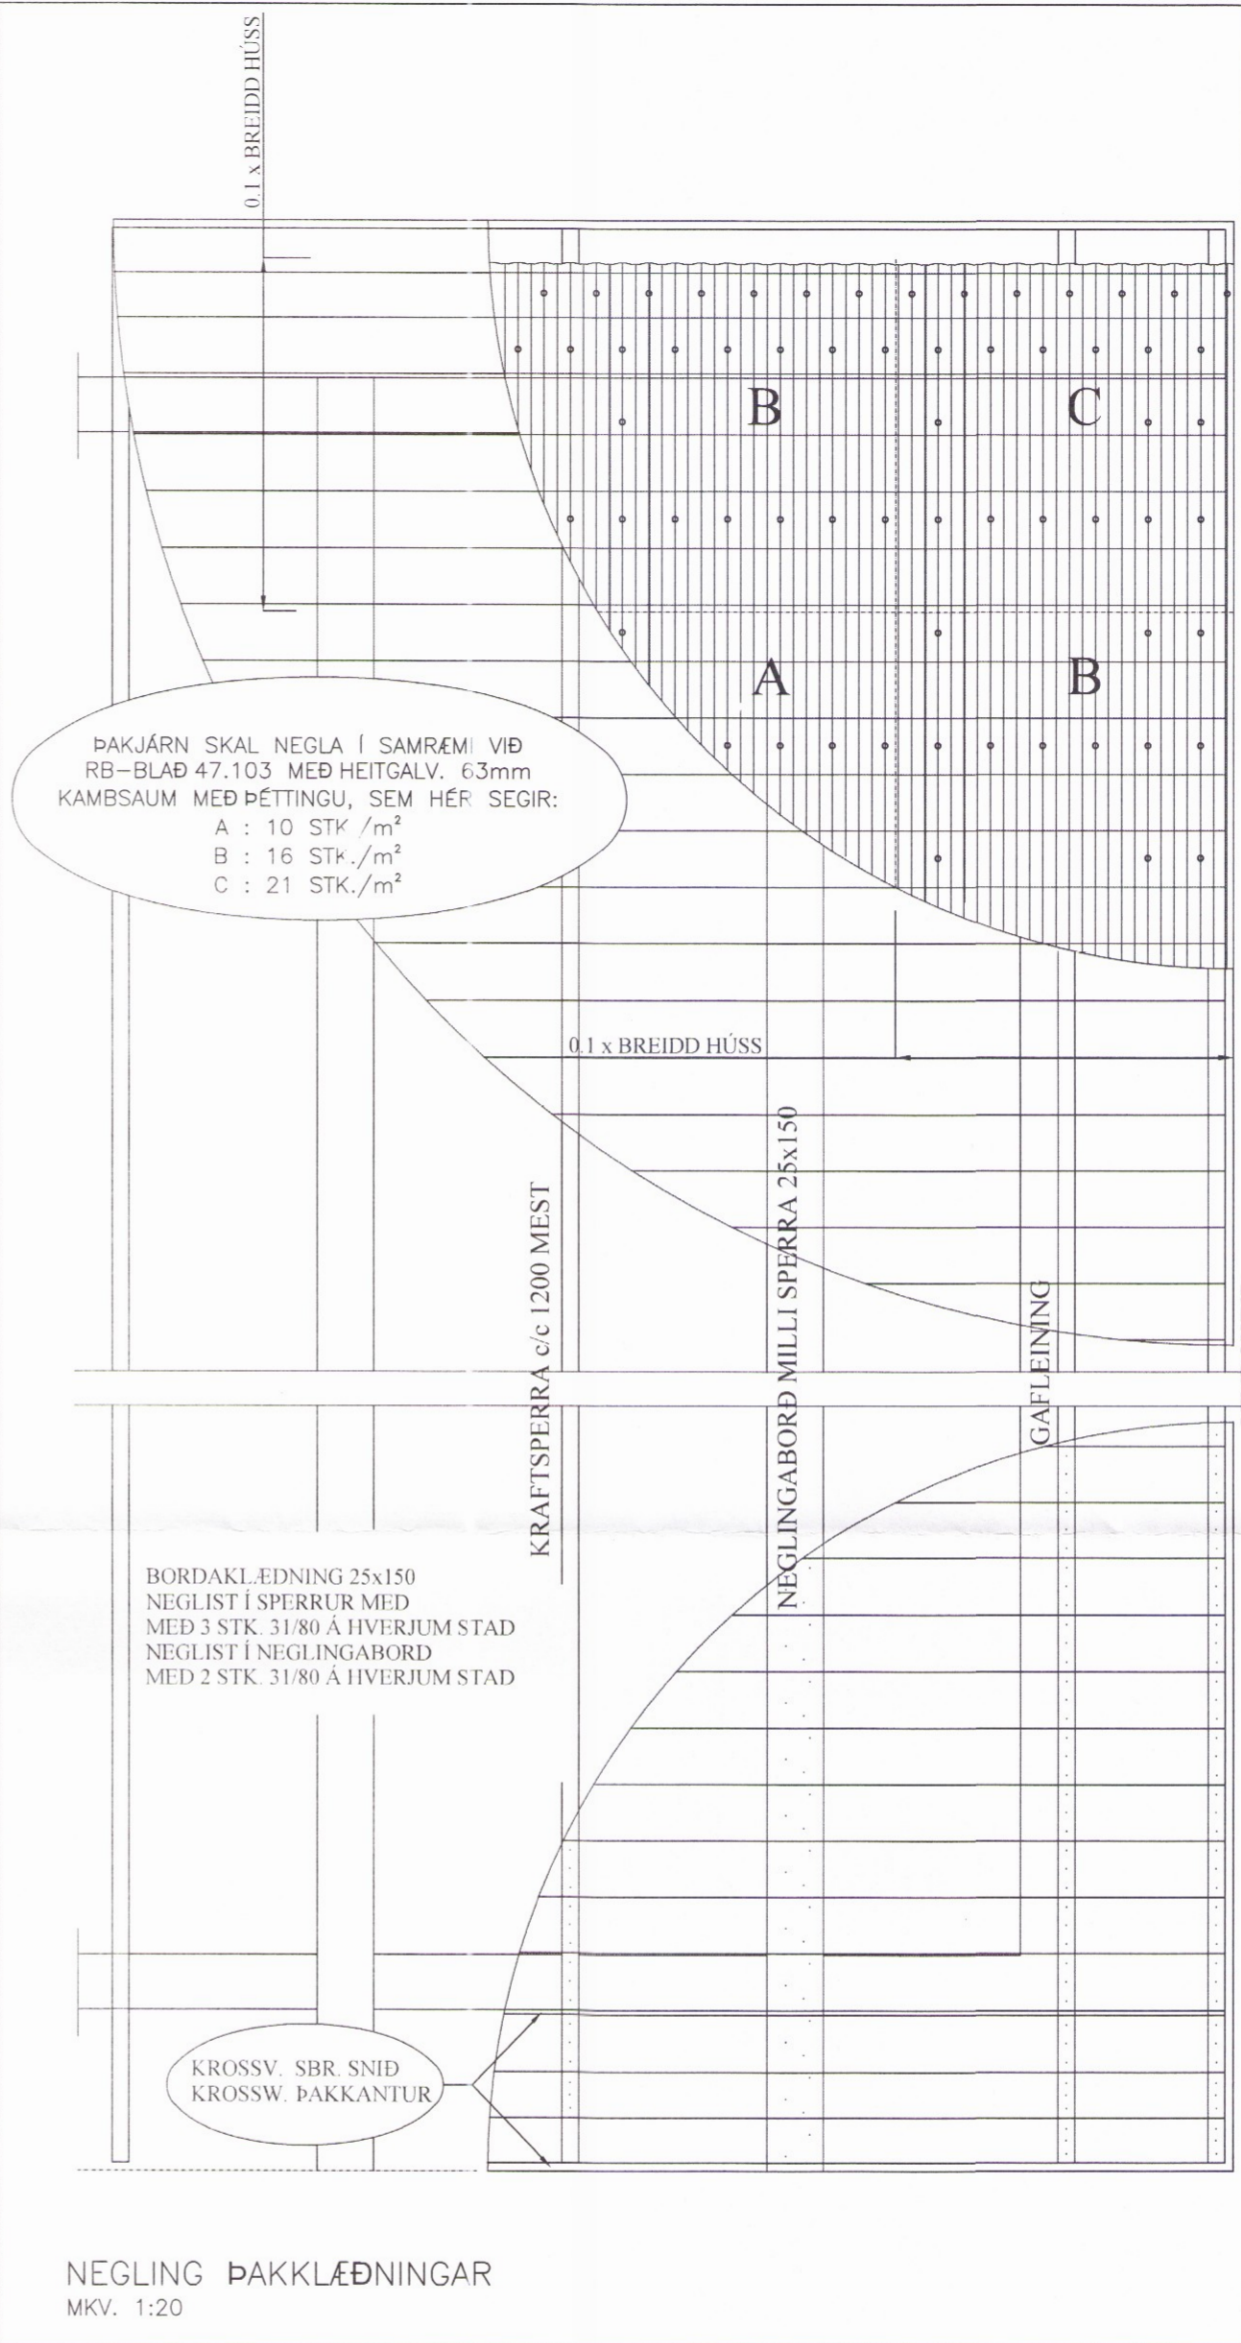 0.1 x BREIDD HÚSS
B
C
A
B
ÞAKJÁRN SKAL NEGLA Í SAMRÆMI VIÐ
RB-BLAÐ 47.103 MEÐ HEITGALV. 63mm
KAMBSAUM MEÐ ÞÉTTINGU, SEM HÉR SEGIR:
A : 10 STK./m²
B : 16 STK./m²
C : 21 STK./m²
0.1 x BREIDD HÚSS
KRAFTSPERRA c/c 1200 MEST
NEGLINGABORÐ MILLI SPERRA 25x150
GAFLEINING
BORDAKLÆDNING 25x150
NEGLIST Í SPERRUR MED
MEÐ 3 STK. 31/80 Á HVERJUM STAD
NEGLIST Í NEGLINGABORD
MED 2 STK. 31/80 Á HVERJUM STAD
KROSSV. SBR. SNIÐ
KROSSW. ÞAKKANTUR
NEGLING ÞAKKLÆÐNINGAR
MKV. 1:20